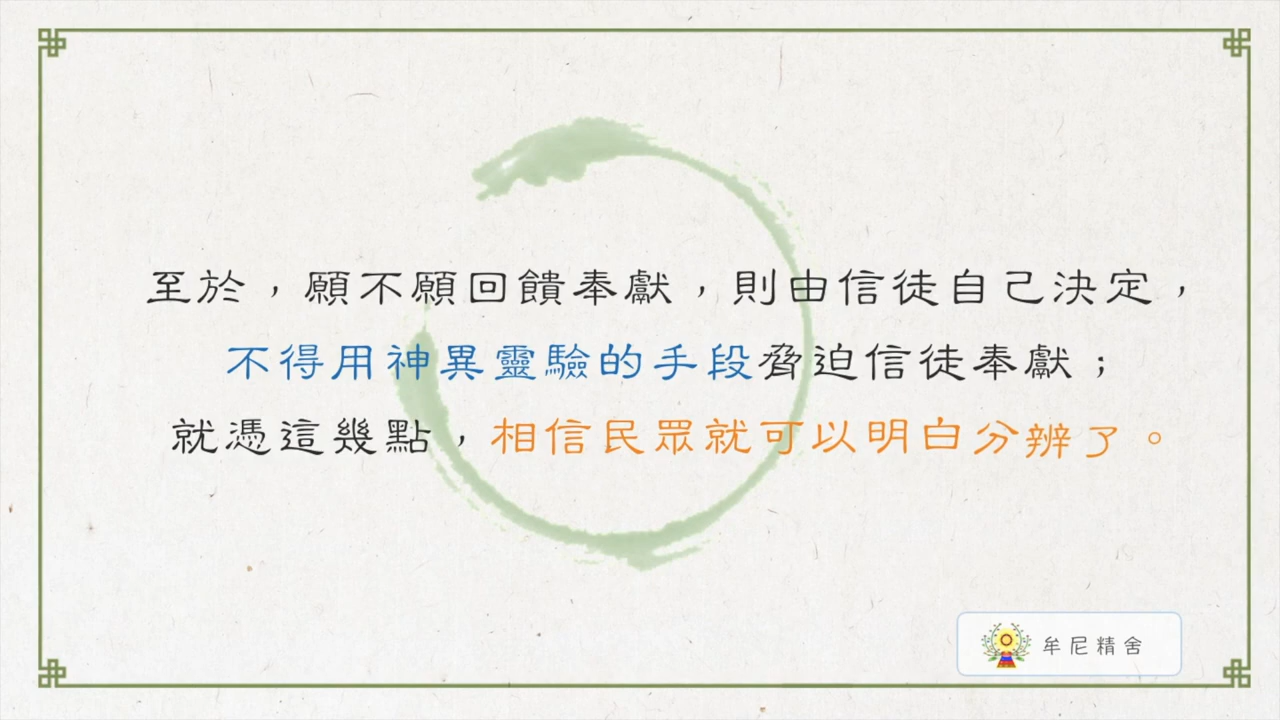 至於，願不願回饋奉獻，則由信徒自己決定，
不得用神異靈驗的手段脅迫信徒奉獻；
就憑這幾點，相信民眾就可以明白分辨了。
牟尼精舍